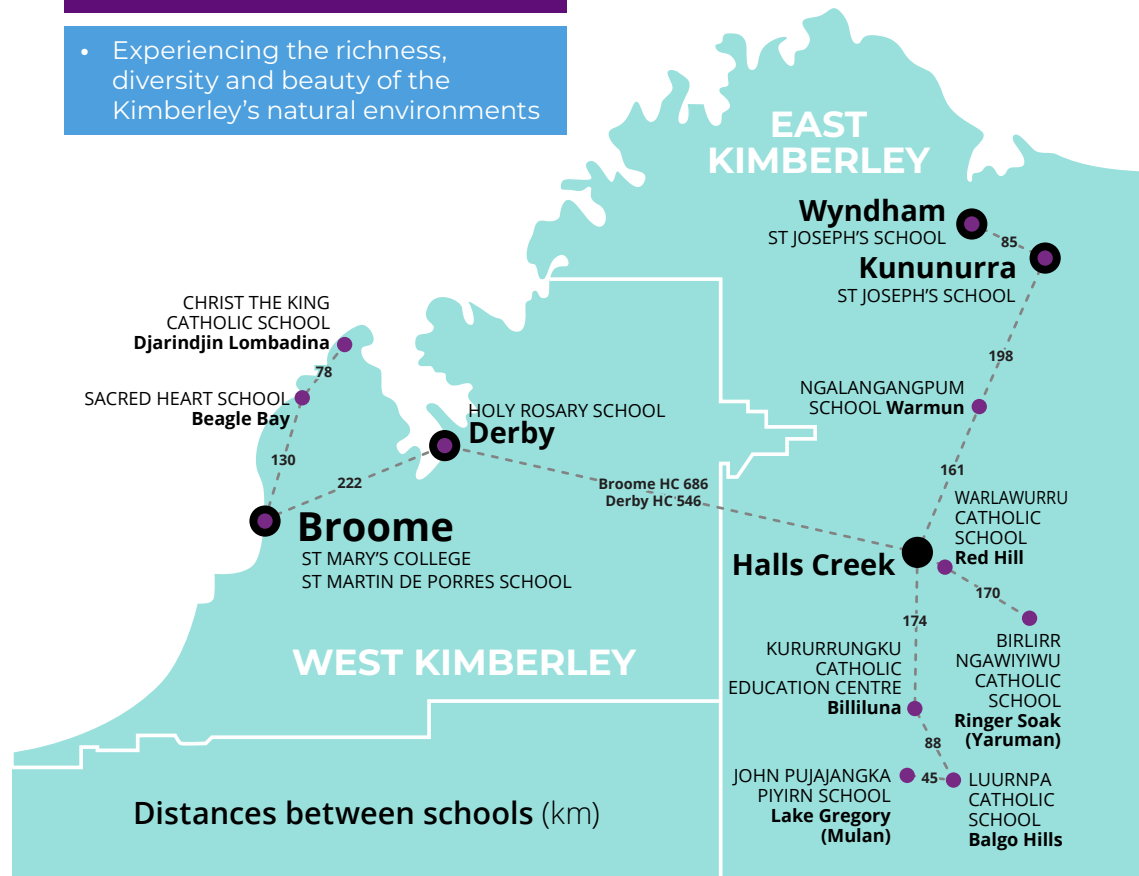 • Experiencing the richness,
diversity and beauty of the
Kimberley’s natural environments
EAST
KIMBERLEY
Wyndham
ST JOSEPH’S SCHOOL
85
Kununurra
ST JOSEPH’S SCHOOL
CHRIST THE KING
CATHOLIC SCHOOL
Djarindjin Lombadina
78
SACRED HEART SCHOOL
Beagle Bay
130
198
NGALANGANGPUM
SCHOOL Warmun
HOLY ROSARY SCHOOL
Derby
222
Broome HC 686
Derby HC 546
161
Broome
ST MARY’S COLLEGE
ST MARTIN DE PORRES SCHOOL
WARLAWURRU
CATHOLIC
SCHOOL
Red Hill
Halls Creek
170
174
WEST KIMBERLEY
KURURRUNGKU
CATHOLIC
EDUCATION CENTRE
Billiluna
BIRLIRR
NGAWIYIWU
CATHOLIC
SCHOOL
Ringer Soak
(Yaruman)
88
45
JOHN PUJAJANGKA
PIYIRN SCHOOL
Lake Gregory
(Mulan)
LUURNPA
CATHOLIC
SCHOOL
Balgo Hills
Distances between schools (km)